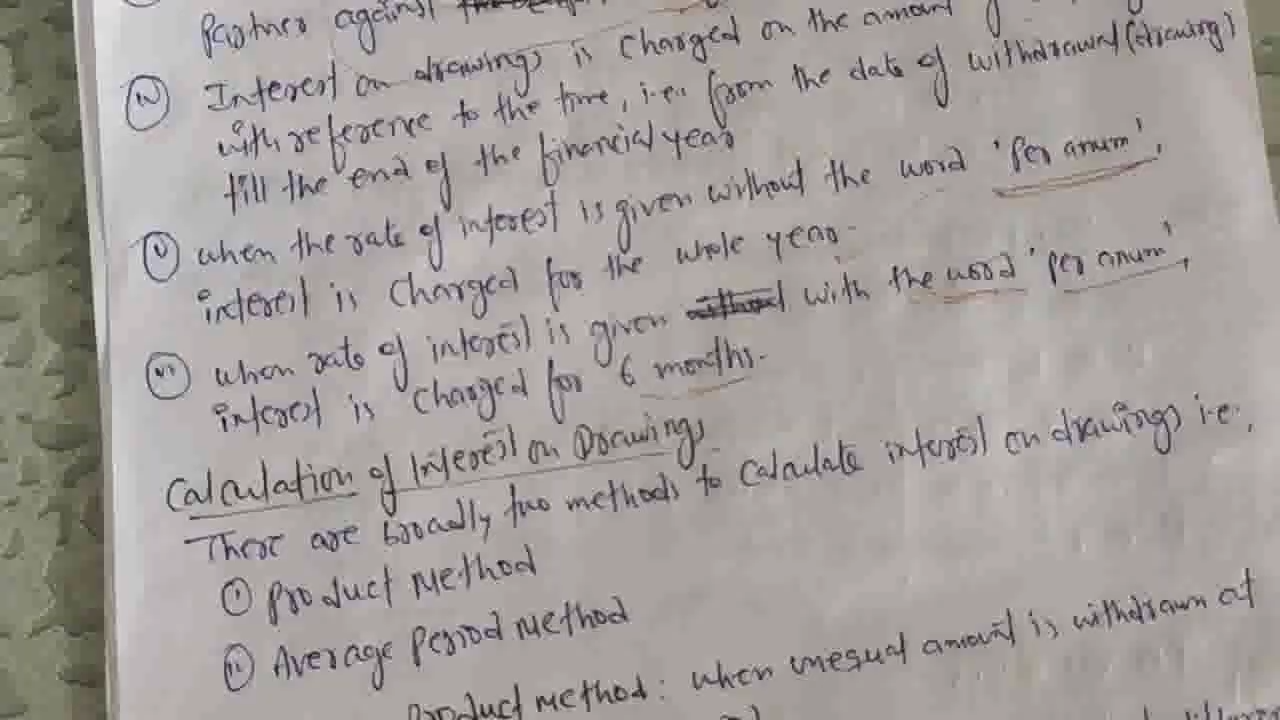 Partner against
(iv) Interest on drawings is charged on the amount
with reference to the time, i.e. from the date of withdrawal (drawing)
till the end of the financial year
(v) when the rate of interest is given without the word 'per anum',
interest is charged for the whole year.
(vi) when rate of interest is given with the word 'per anum',
interest is charged for 6 months.
Calculation of Interest on Drawings
There are broadly two methods to calculate interest on drawings i.e.,
(i) Product Method
(ii) Average Period Method
Product method: when unequal amount is withdrawn at